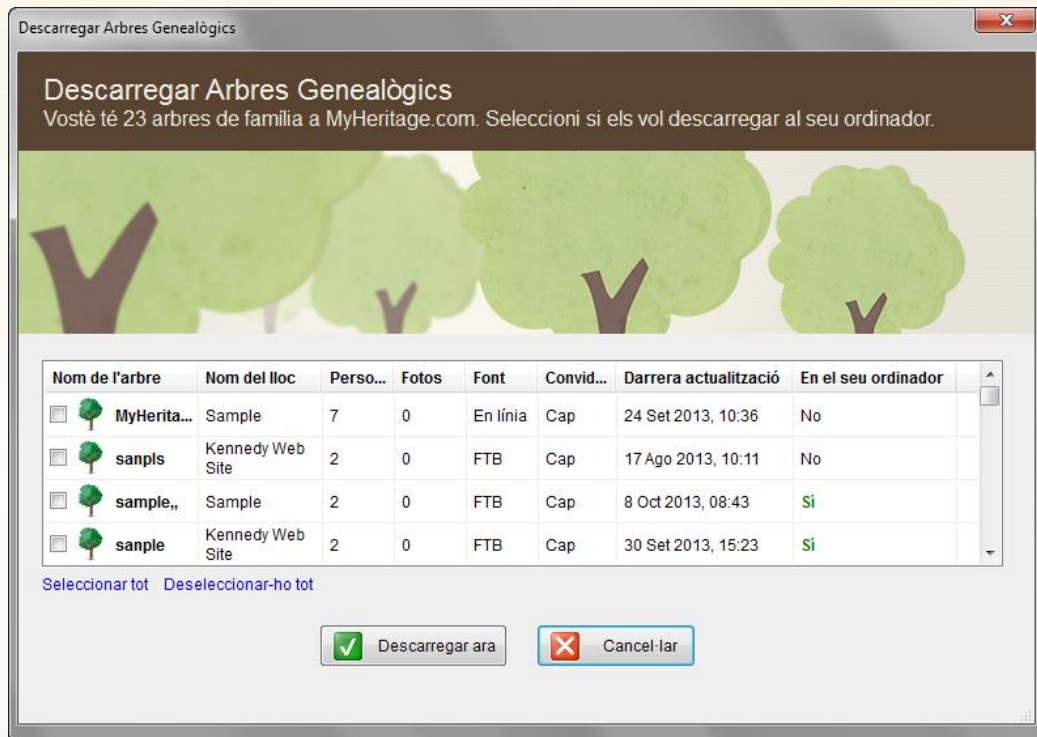 Descarregar Arbres Genealògics
Descarregar Arbres Genealògics
Vostè té 23 arbres de família a MyHeritage.com. Seleccioni si els vol descarregar al seu ordinador.
Nom de l'arbre Nom del lloc Perso... Fotos Font Convid... Darrera actualització En el seu ordinador
MyHerita... Sample 7 0 En línia Cap 24 Set 2013, 10:36 No
sanpls Kennedy Web Site 2 0 FTB Cap 17 Ago 2013, 10:11 No
sample,, Sample 2 0 FTB Cap 8 Oct 2013, 08:43 Sí
sanple Kennedy Web Site 2 0 FTB Cap 30 Set 2013, 15:23 Sí
Seleccionar tot Deseleccionar-ho tot
Descarregar ara Cancel·lar